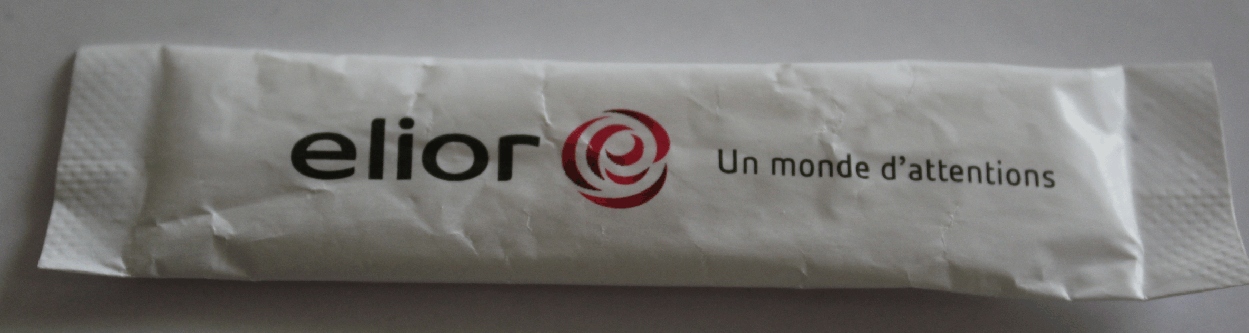 elior Un monde d'attentions